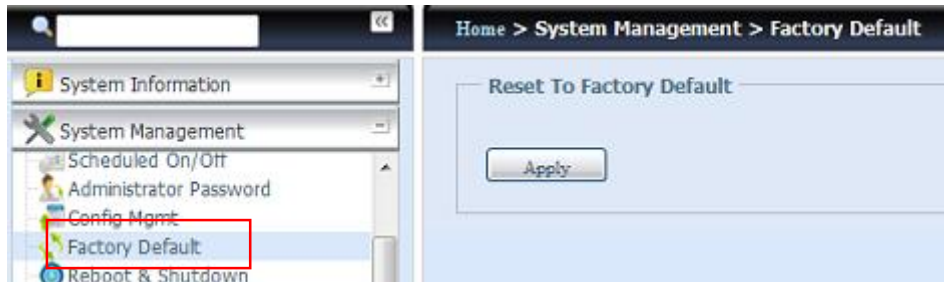 Home > System Management > Factory Default
System Information
System Management
Scheduled On/Off
Administrator Password
Config Mgmt
Factory Default
Reboot & Shutdown
Reset To Factory Default
Apply